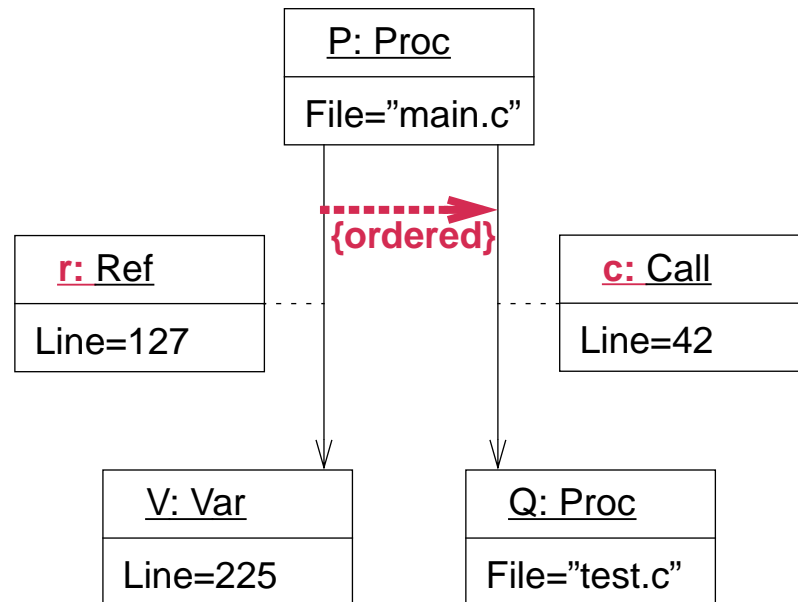 P: Proc
File=”main.c”
{ordered}
r: Ref
Line=127
c: Call
Line=42
V: Var
Line=225
Q: Proc
File=”test.c”